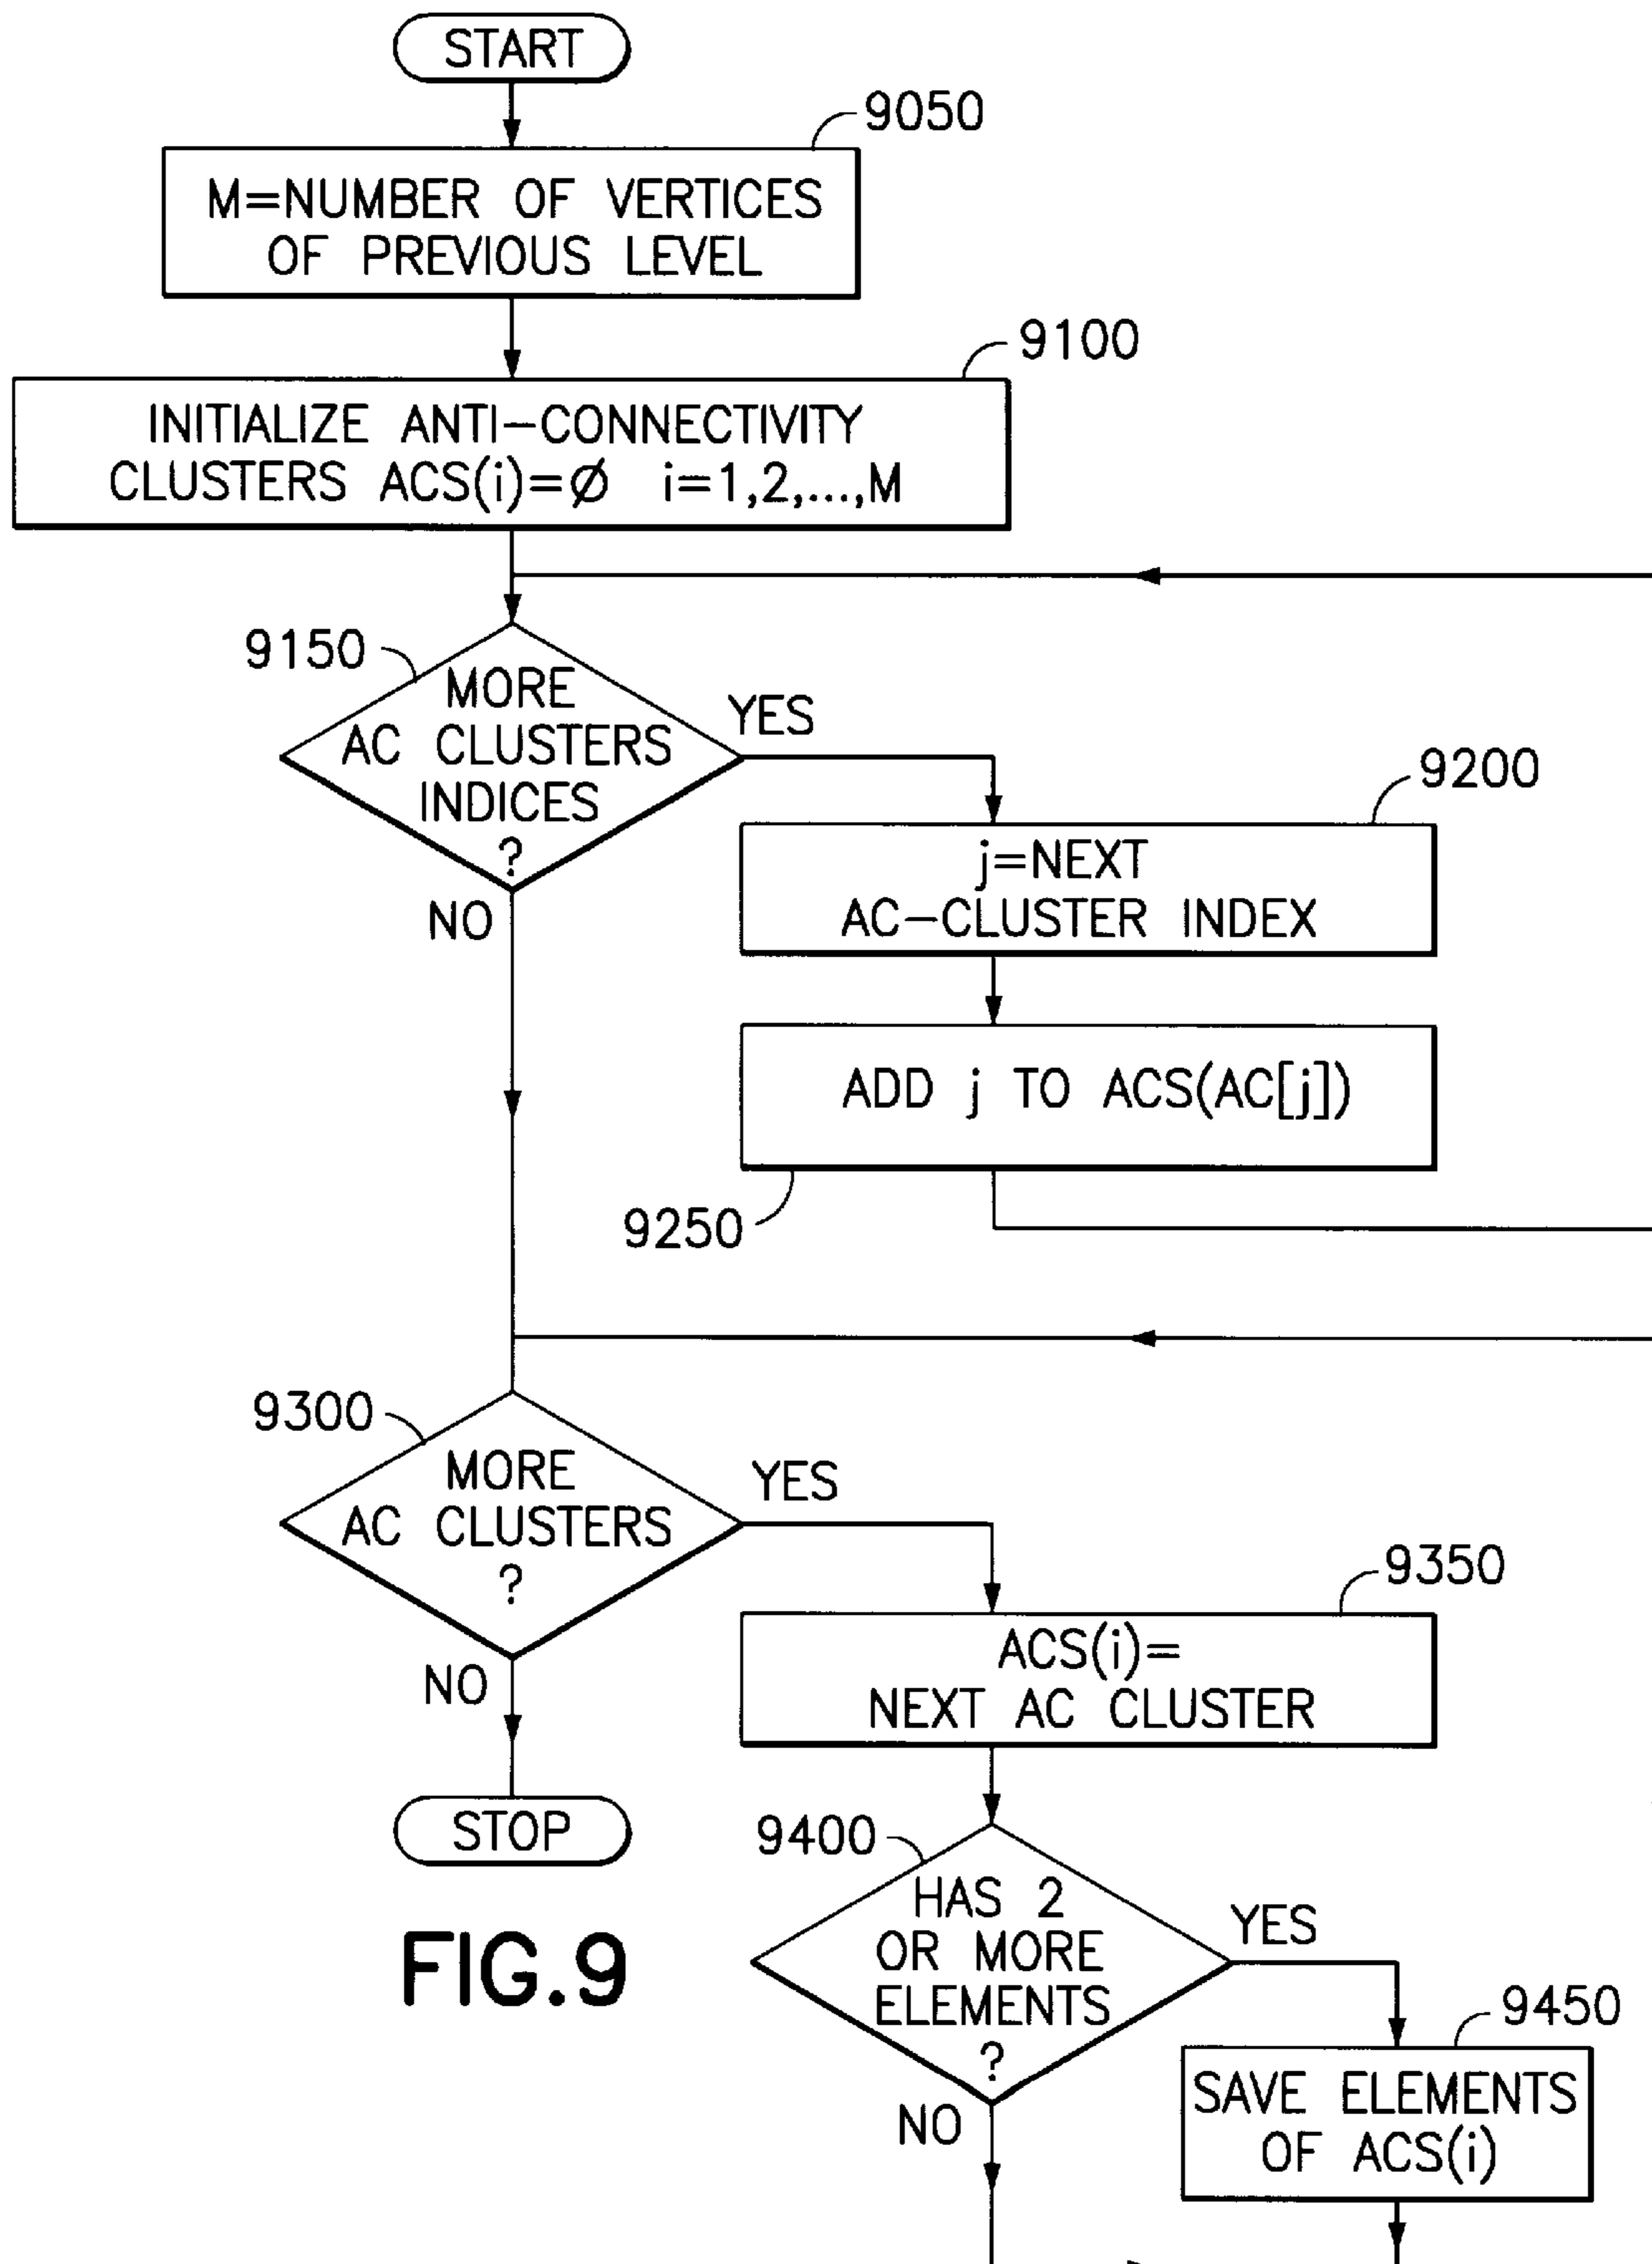 START
9050
M=NUMBER OF VERTICES
OF PREVIOUS LEVEL
9100
INITIALIZE ANTI-CONNECTIVITY
CLUSTERS ACS(i)=Ø i=1,2,...,M
9150
MORE
AC CLUSTERS
INDICES
?
YES
NO
9200
j=NEXT
AC-CLUSTER INDEX
ADD j TO ACS(AC[j])
9250
9300
MORE
AC CLUSTERS
?
YES
NO
9350
ACS(i)=
NEXT AC CLUSTER
STOP
9400
HAS 2
OR MORE
ELEMENTS
?
YES
NO
9450
SAVE ELEMENTS
OF ACS(i)
FIG.9